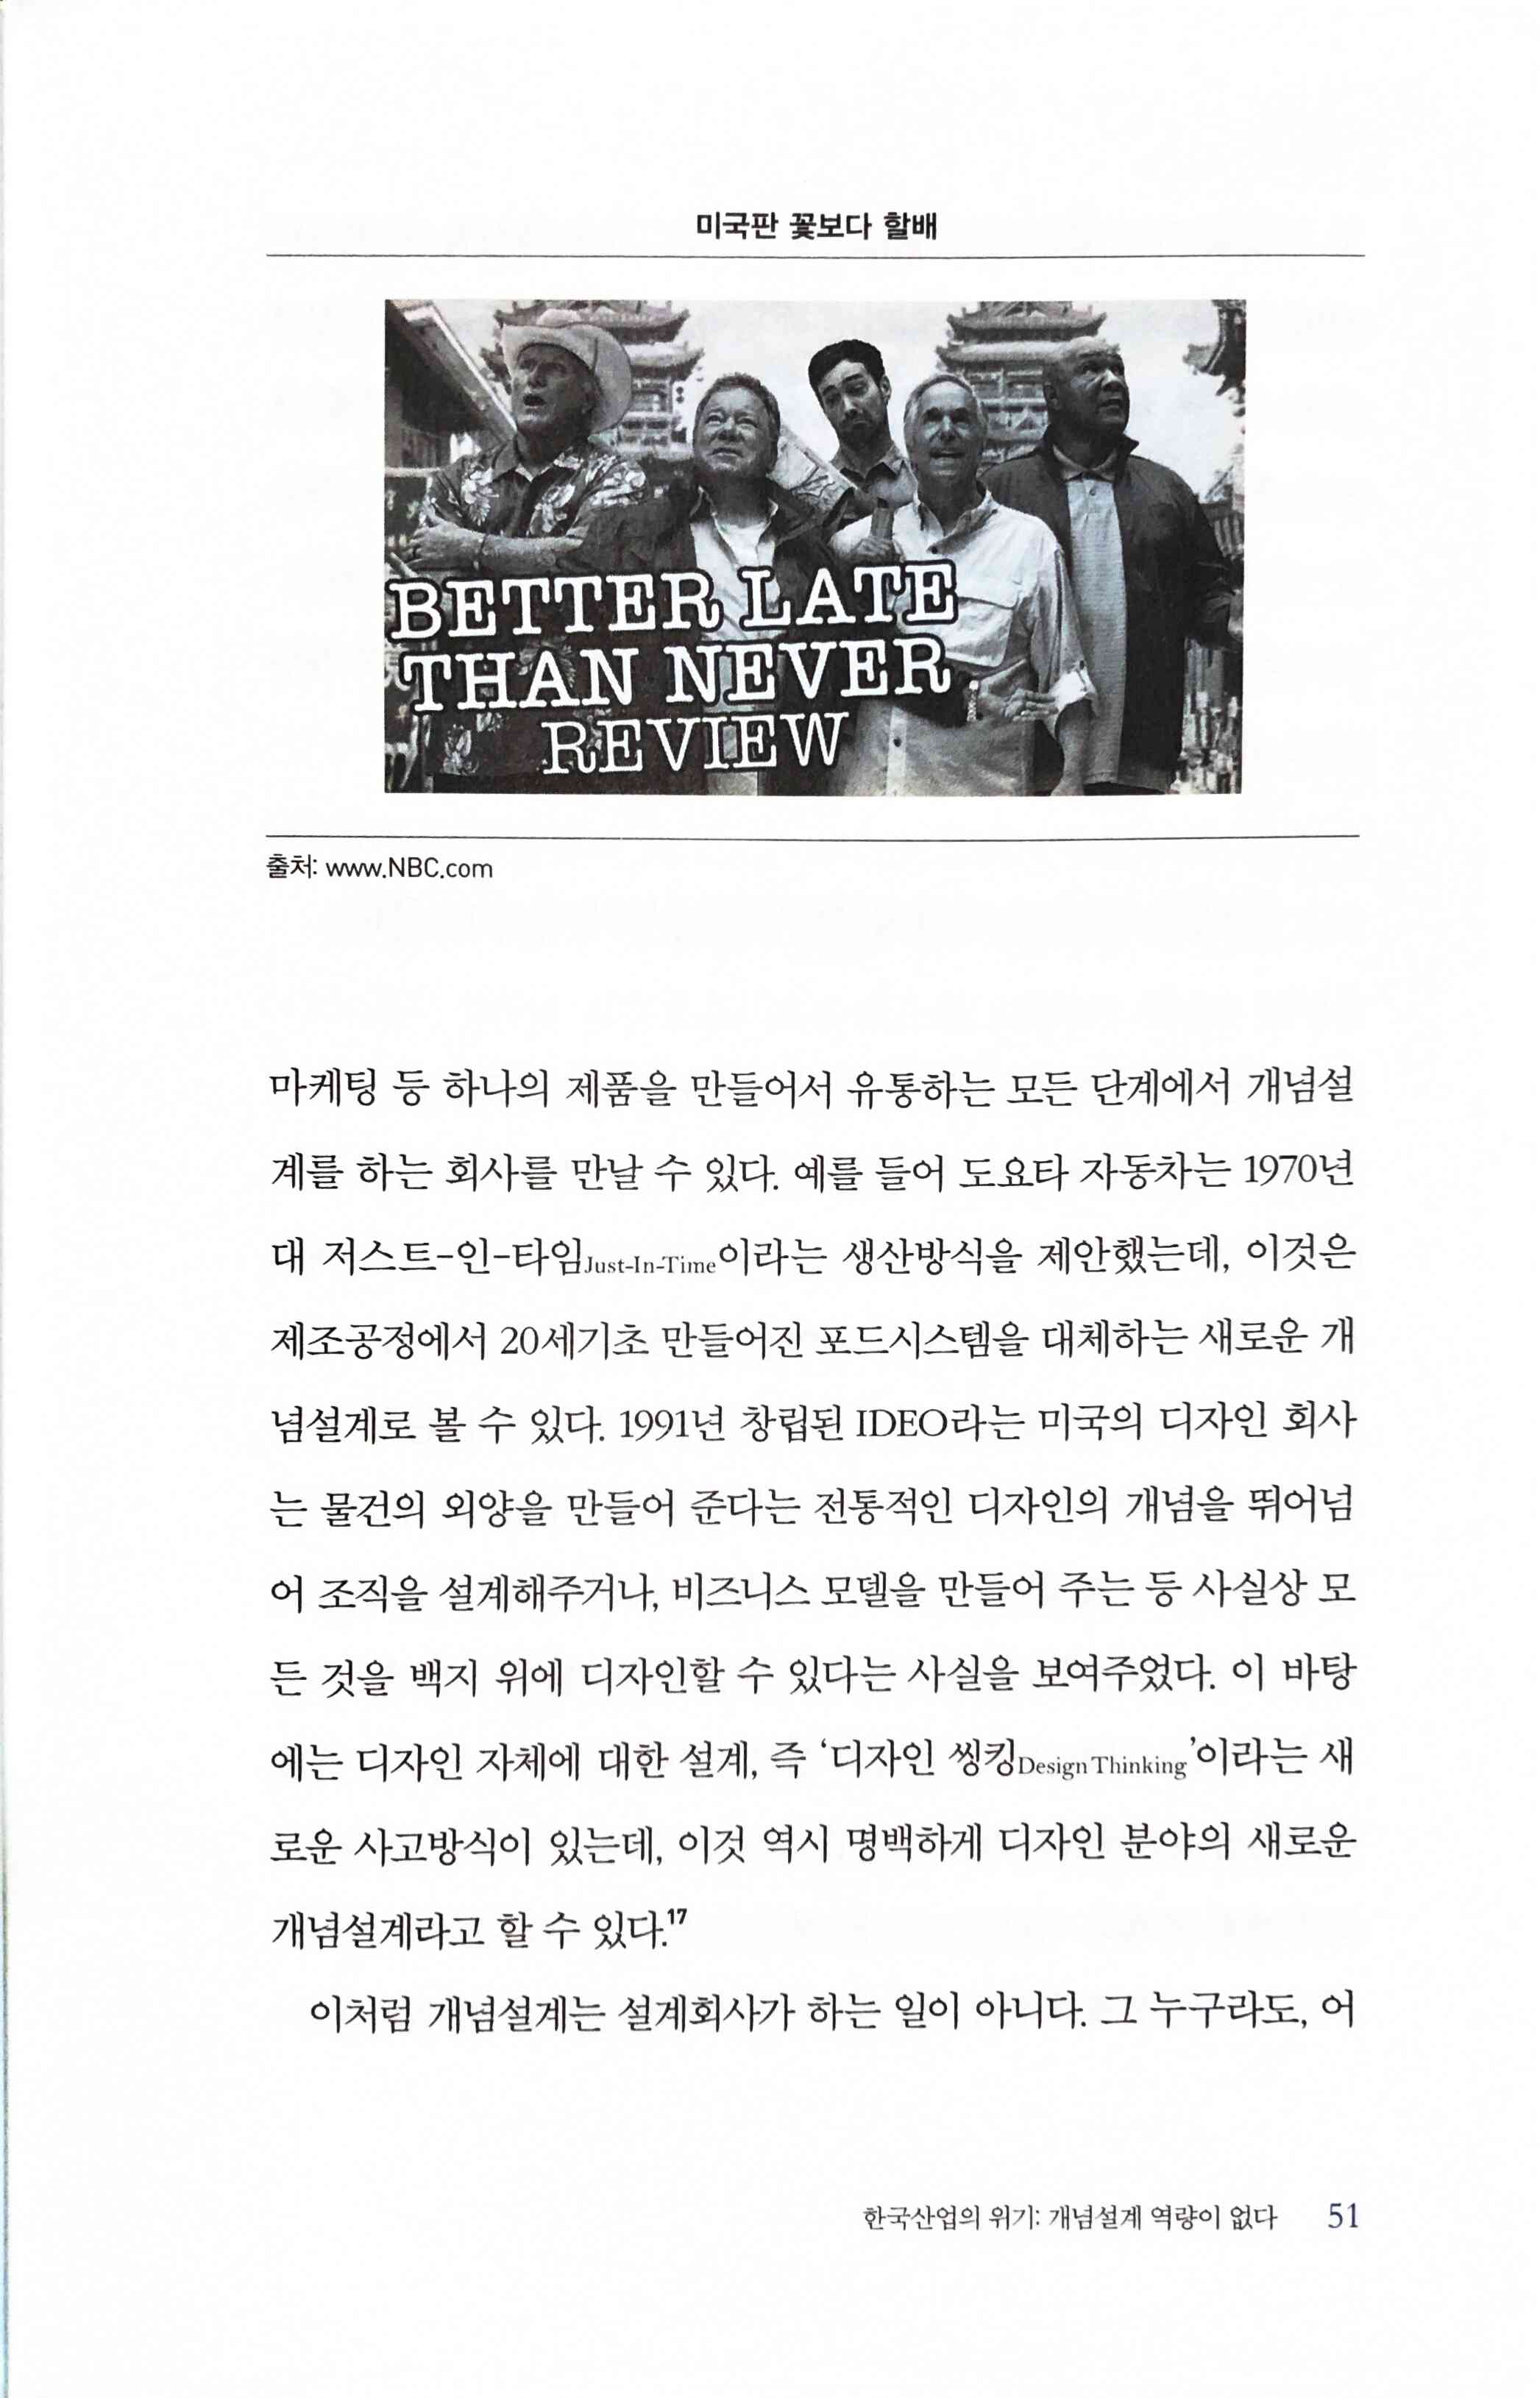 미국판 꽃보다 할배
BETTER LATE
THAN NEVER
REVIEW
출처: www.NBC.com
마케팅 등 하나의 제품을 만들어서 유통하는 모든 단계에서 개념설
계를 하는 회사를 만날 수 있다. 예를 들어 도요타 자동차는 1970년
대 저스트-인-타임Just-In-Time이라는 생산방식을 제안했는데, 이것은
제조공정에서 20세기초 만들어진 포드시스템을 대체하는 새로운 개
념설계로 볼 수 있다. 1991년 창립된 IDEO라는 미국의 디자인 회사
는 물건의 외양을 만들어 준다는 전통적인 디자인의 개념을 뛰어넘
어 조직을 설계해주거나, 비즈니스 모델을 만들어 주는 등 사실상 모
든 것을 백지 위에 디자인할 수 있다는 사실을 보여주었다. 이 바탕
에는 디자인 자체에 대한 설계, 즉 ‘디자인 씽킹Design Thinking’이라는 새
로운 사고방식이 있는데, 이것 역시 명백하게 디자인 분야의 새로운
개념설계라고 할 수 있다.17
이처럼 개념설계는 설계회사가 하는 일이 아니다. 그 누구라도, 어
한국산업의 위기: 개념설계 역량이 없다 51